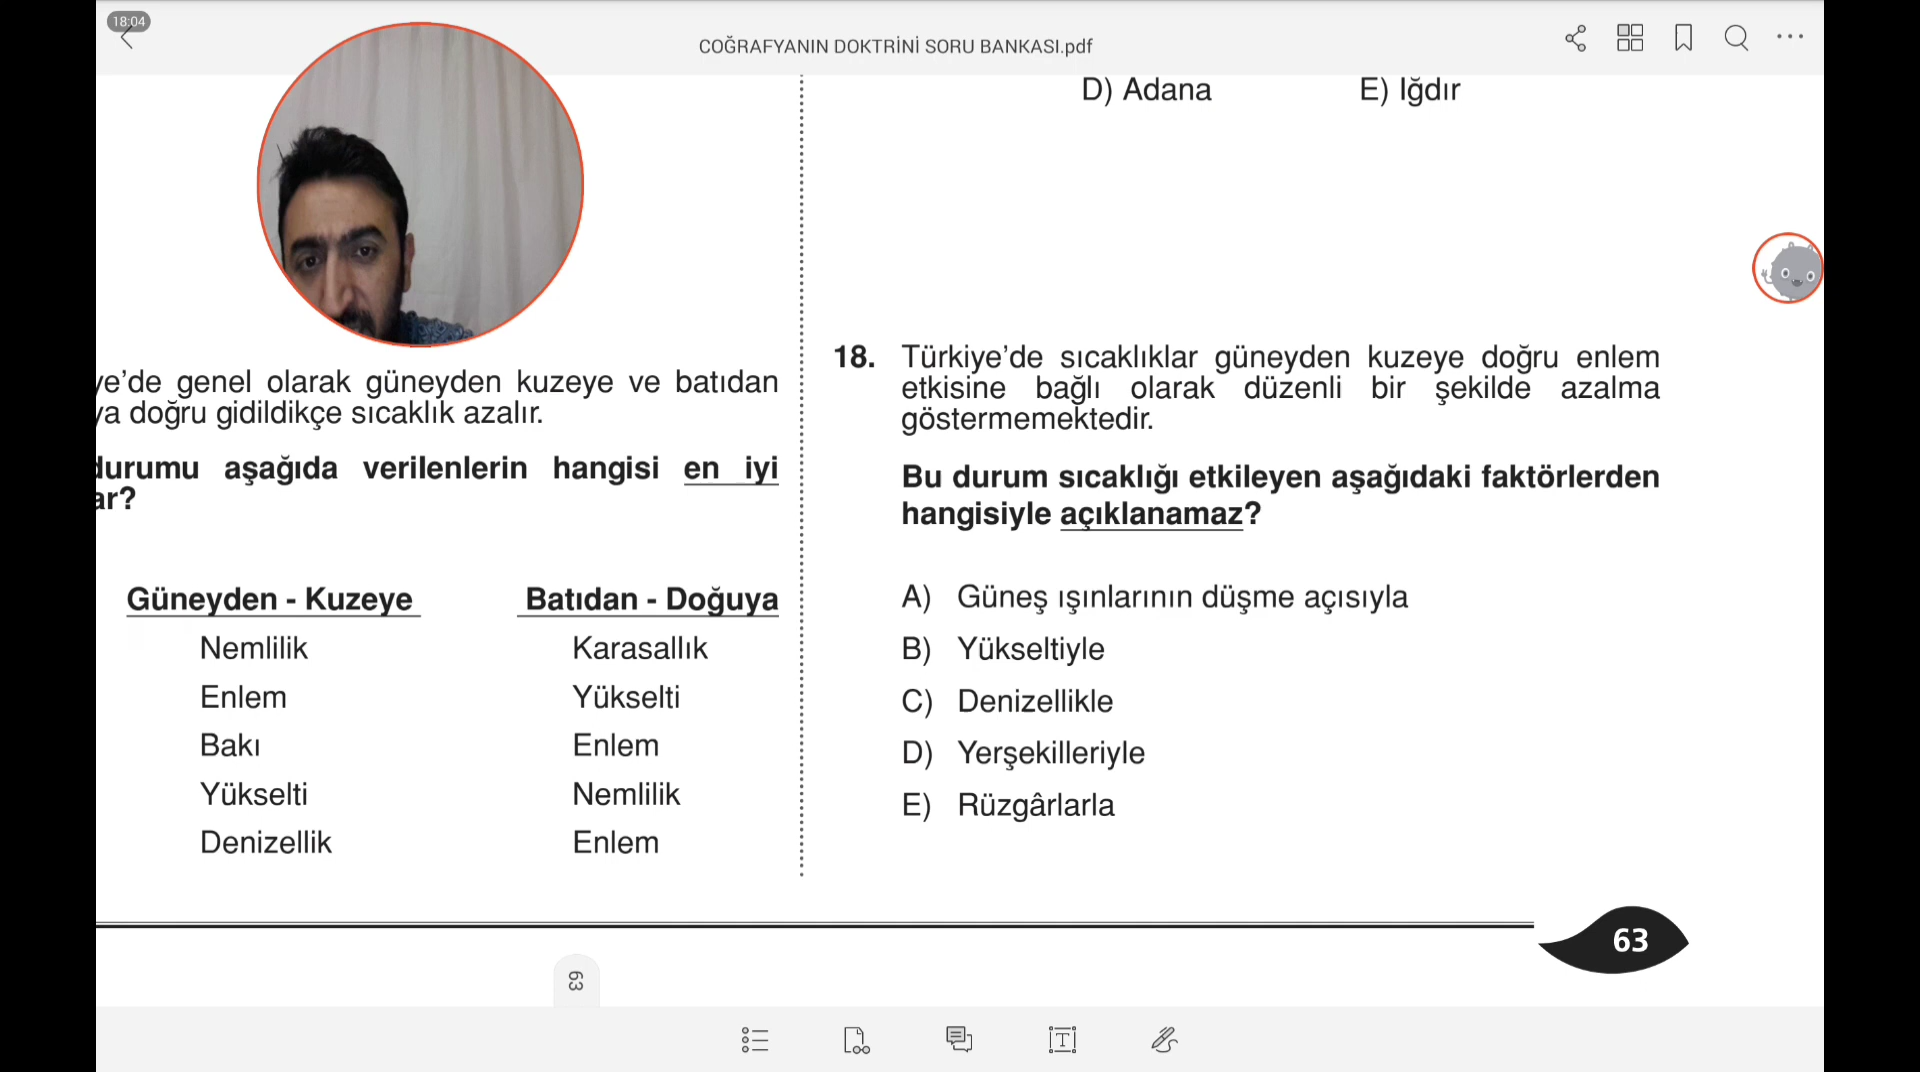 18:04
COĞRAFYANIN DOKTRİNİ SORU BANKASI.pdf
ye’de genel olarak güneyden kuzeye ve batıdan
ya doğru gidildikçe sıcaklık azalır.
durumu aşağıda verilenlerin hangisi en iyi
ar?
Güneyden - Kuzeye Batıdan - Doğuya
Nemlilik Karasallık
Enlem Yükselti
Bakı Enlem
Yükselti Nemlilik
Denizellik Enlem
D) Adana E) Iğdır
18. Türkiye’de sıcaklıklar güneyden kuzeye doğru enlem
etkisine bağlı olarak düzenli bir şekilde azalma
göstermemektedir.
Bu durum sıcaklığı etkileyen aşağıdaki faktörlerden
hangisiyle açıklanamaz?
A) Güneş ışınlarının düşme açısıyla
B) Yükseltiyle
C) Denizellikle
D) Yerşekilleriyle
E) Rüzgârlarla
63
63